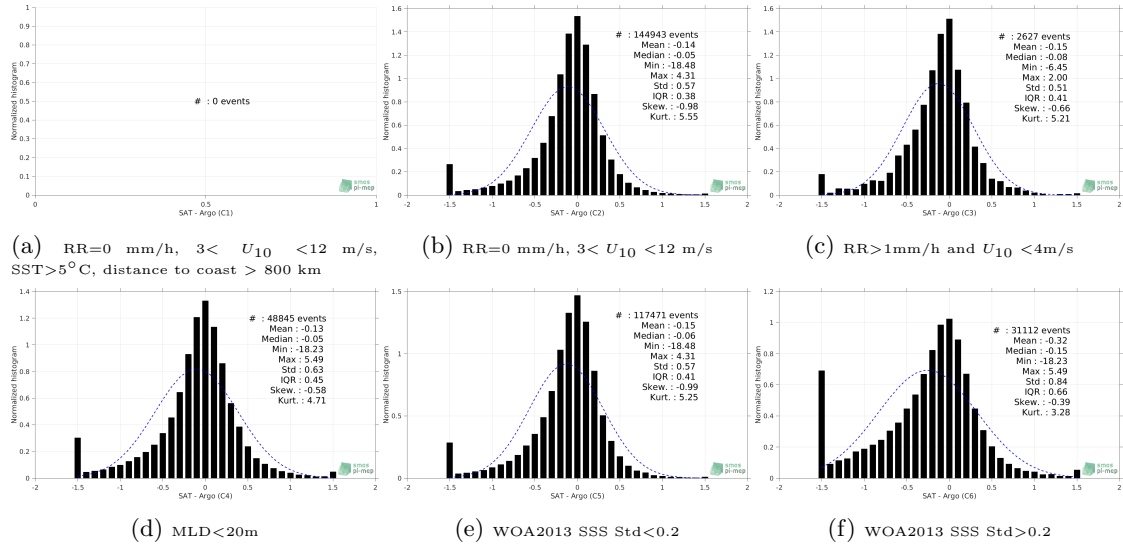 1
0.9
0.8
0.7
0.6
0.5
0.4
0.3
0.2
0.1
0
Normalized histogram
# : 0 events
smos
pi-mep
0 0.5 1
SAT - Argo (C1)
(a) RR=0 mm/h, 3< U10 <12 m/s,
SST>5°C, distance to coast > 800 km
1.6
1.4
1.2
1
0.8
0.6
0.4
0.2
0
Normalized histogram
# : 144943 events
Mean : -0.14
Median : -0.05
Min : -18.48
Max : 4.31
Std : 0.57
IQR : 0.38
Skew. : -0.98
Kurt. : 5.55
smos
pi-mep
-2 -1.5 -1 -0.5 0 0.5 1 1.5 2
SAT - Argo (C2)
(b) RR=0 mm/h, 3< U10 <12 m/s
1.6
1.4
1.2
1
0.8
0.6
0.4
0.2
0
Normalized histogram
# : 2627 events
Mean : -0.15
Median : -0.08
Min : -6.45
Max : 2.00
Std : 0.51
IQR : 0.41
Skew. : -0.66
Kurt. : 5.21
smos
pi-mep
-2 -1.5 -1 -0.5 0 0.5 1 1.5 2
SAT - Argo (C3)
(c) RR>1mm/h and U10 <4m/s
1.4
1.2
1
0.8
0.6
0.4
0.2
0
Normalized histogram
# : 48845 events
Mean : -0.13
Median : -0.05
Min : -18.23
Max : 5.49
Std : 0.63
IQR : 0.45
Skew. : -0.58
Kurt. : 4.71
smos
pi-mep
-2 -1.5 -1 -0.5 0 0.5 1 1.5 2
SAT - Argo (C4)
(d) MLD<20m
1.5
1
0.5
0
Normalized histogram
# : 117471 events
Mean : -0.15
Median : -0.06
Min : -18.48
Max : 4.31
Std : 0.57
IQR : 0.41
Skew. : -0.99
Kurt. : 5.25
smos
pi-mep
-2 -1.5 -1 -0.5 0 0.5 1 1.5 2
SAT - Argo (C5)
(e) WOA2013 SSS Std<0.2
1.2
1
0.8
0.6
0.4
0.2
0
Normalized histogram
# : 31112 events
Mean : -0.32
Median : -0.15
Min : -18.23
Max : 5.49
Std : 0.84
IQR : 0.66
Skew. : -0.39
Kurt. : 3.28
smos
pi-mep
-2 -1.5 -1 -0.5 0 0.5 1 1.5 2
SAT - Argo (C6)
(f) WOA2013 SSS Std>0.2